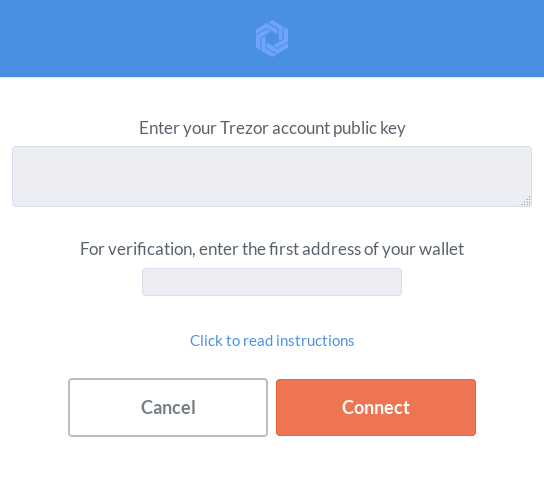 Enter your Trezor account public key
For verification, enter the first address of your wallet
Click to read instructions
Cancel
Connect